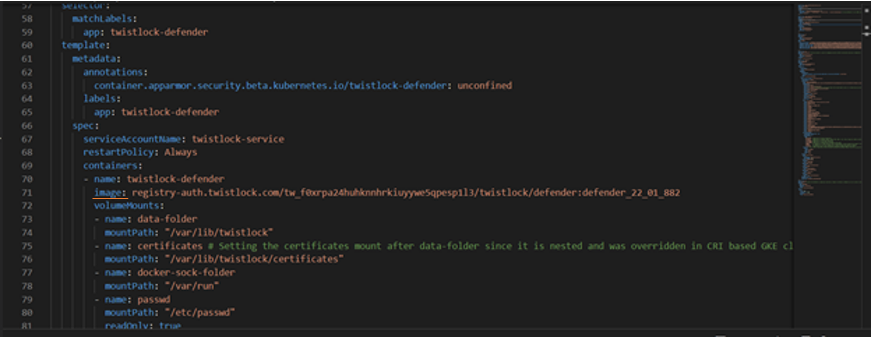 57 selector:
58 matchLabels:
59 app: twistlock-defender
60 template:
61 metadata:
62 annotations:
63 container.apparmor.security.beta.kubernetes.io/twistlock-defender: unconfined
64 labels:
65 app: twistlock-defender
66 spec:
67 serviceAccountName: twistlock-service
68 restartPolicy: Always
69 containers:
70 - name: twistlock-defender
71 image: registry-auth.twistlock.com/tw_f0xrpa24huhknnhrkiuyywe5qpesp1l3/twistlock/defender:defender_22_01_882
72 volumeMounts:
73 - name: data-folder
74 mountPath: "/var/lib/twistlock"
75 - name: certificates # Setting the certificates mount after data-folder since it is nested and was overridden in CRI based GKE cl
76 mountPath: "/var/lib/twistlock/certificates"
77 - name: docker-sock-folder
78 mountPath: "/var/run"
79 - name: passwd
80 mountPath: "/etc/passwd"
81 readOnly: true